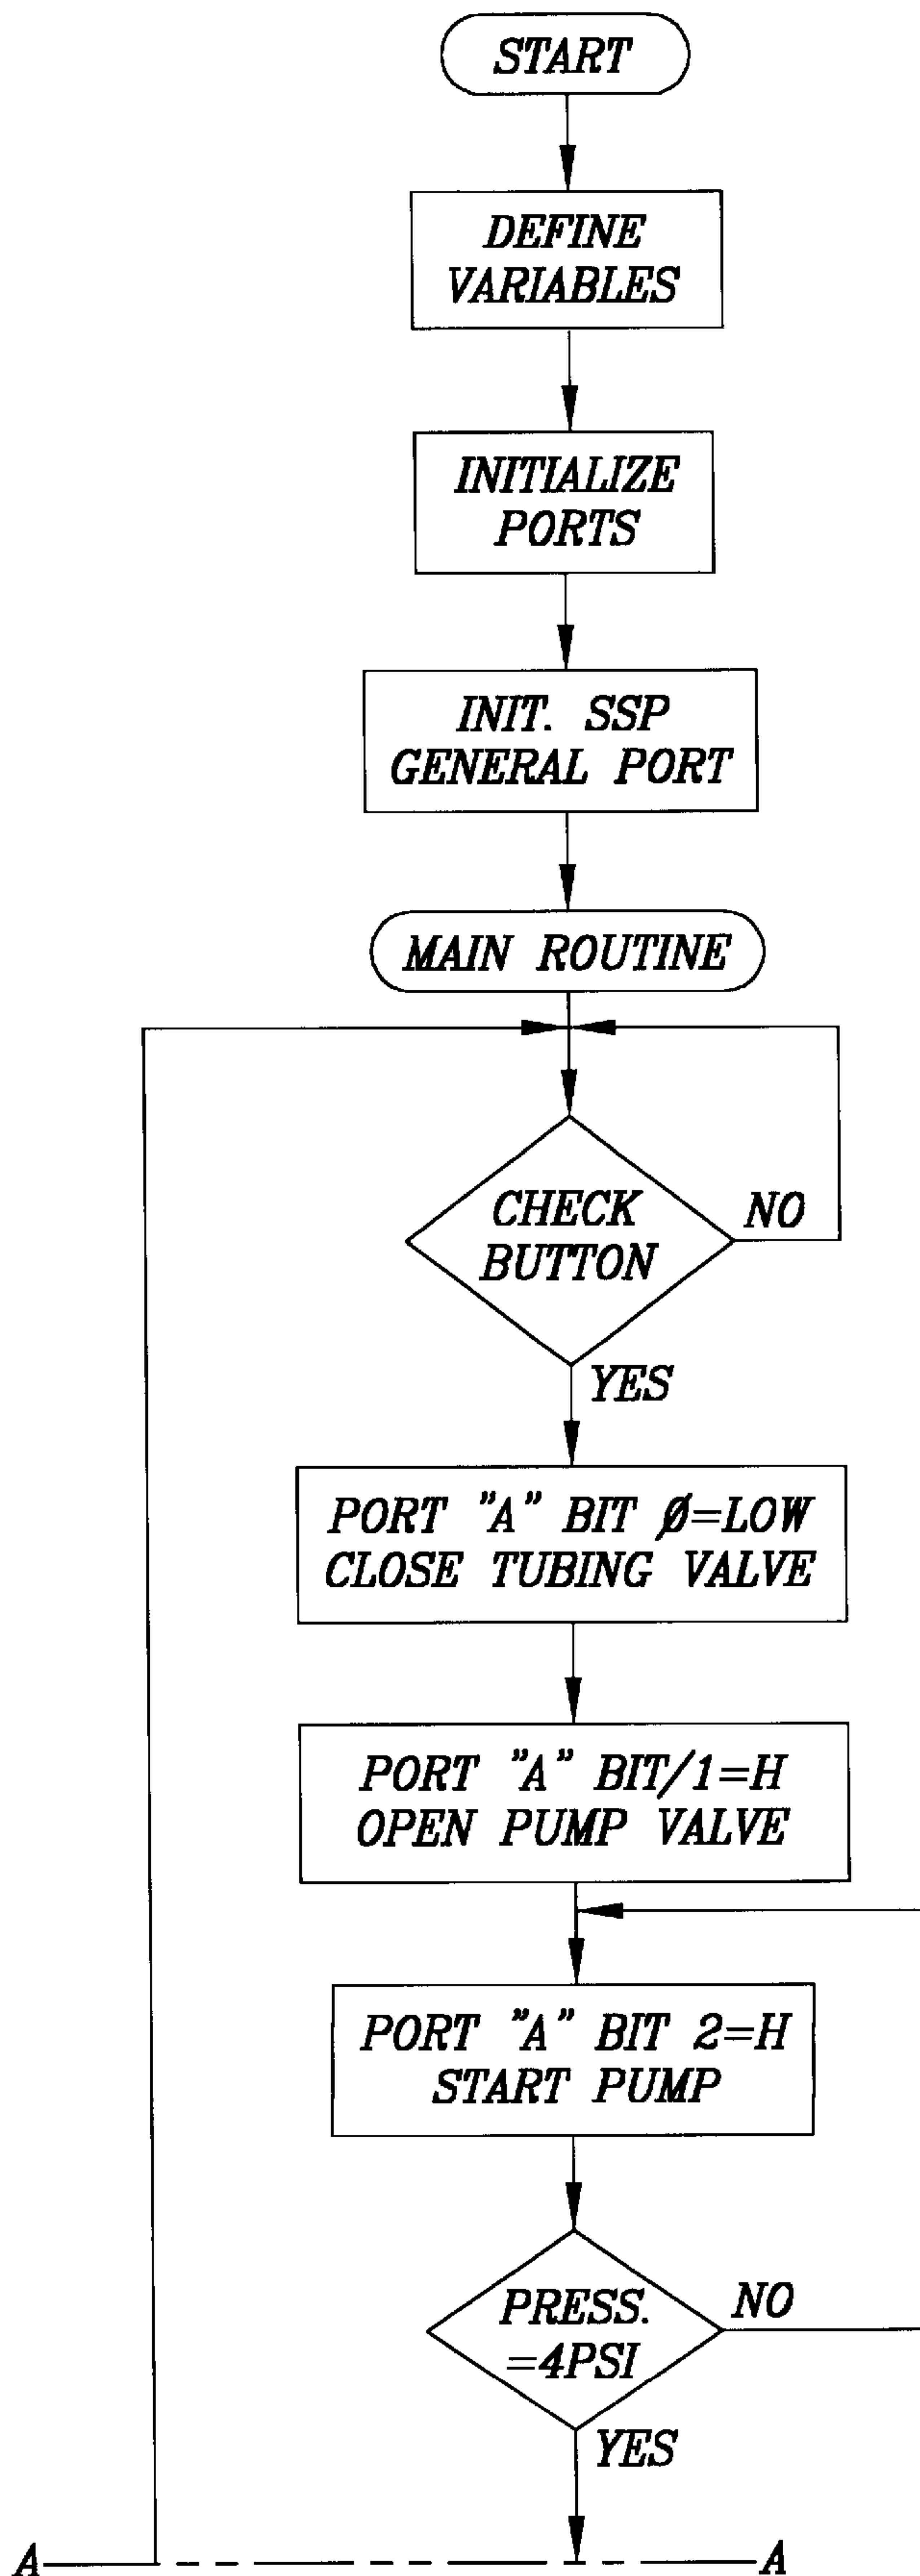 START
DEFINE
VARIABLES
INITIALIZE
PORTS
INIT. SSP
GENERAL PORT
MAIN ROUTINE
CHECK
BUTTON
NO
YES
PORT "A" BIT Ø=LOW
CLOSE TUBING VALVE
PORT "A" BIT/1=H
OPEN PUMP VALVE
PORT "A" BIT 2=H
START PUMP
PRESS.
=4PSI
NO
YES
A
A